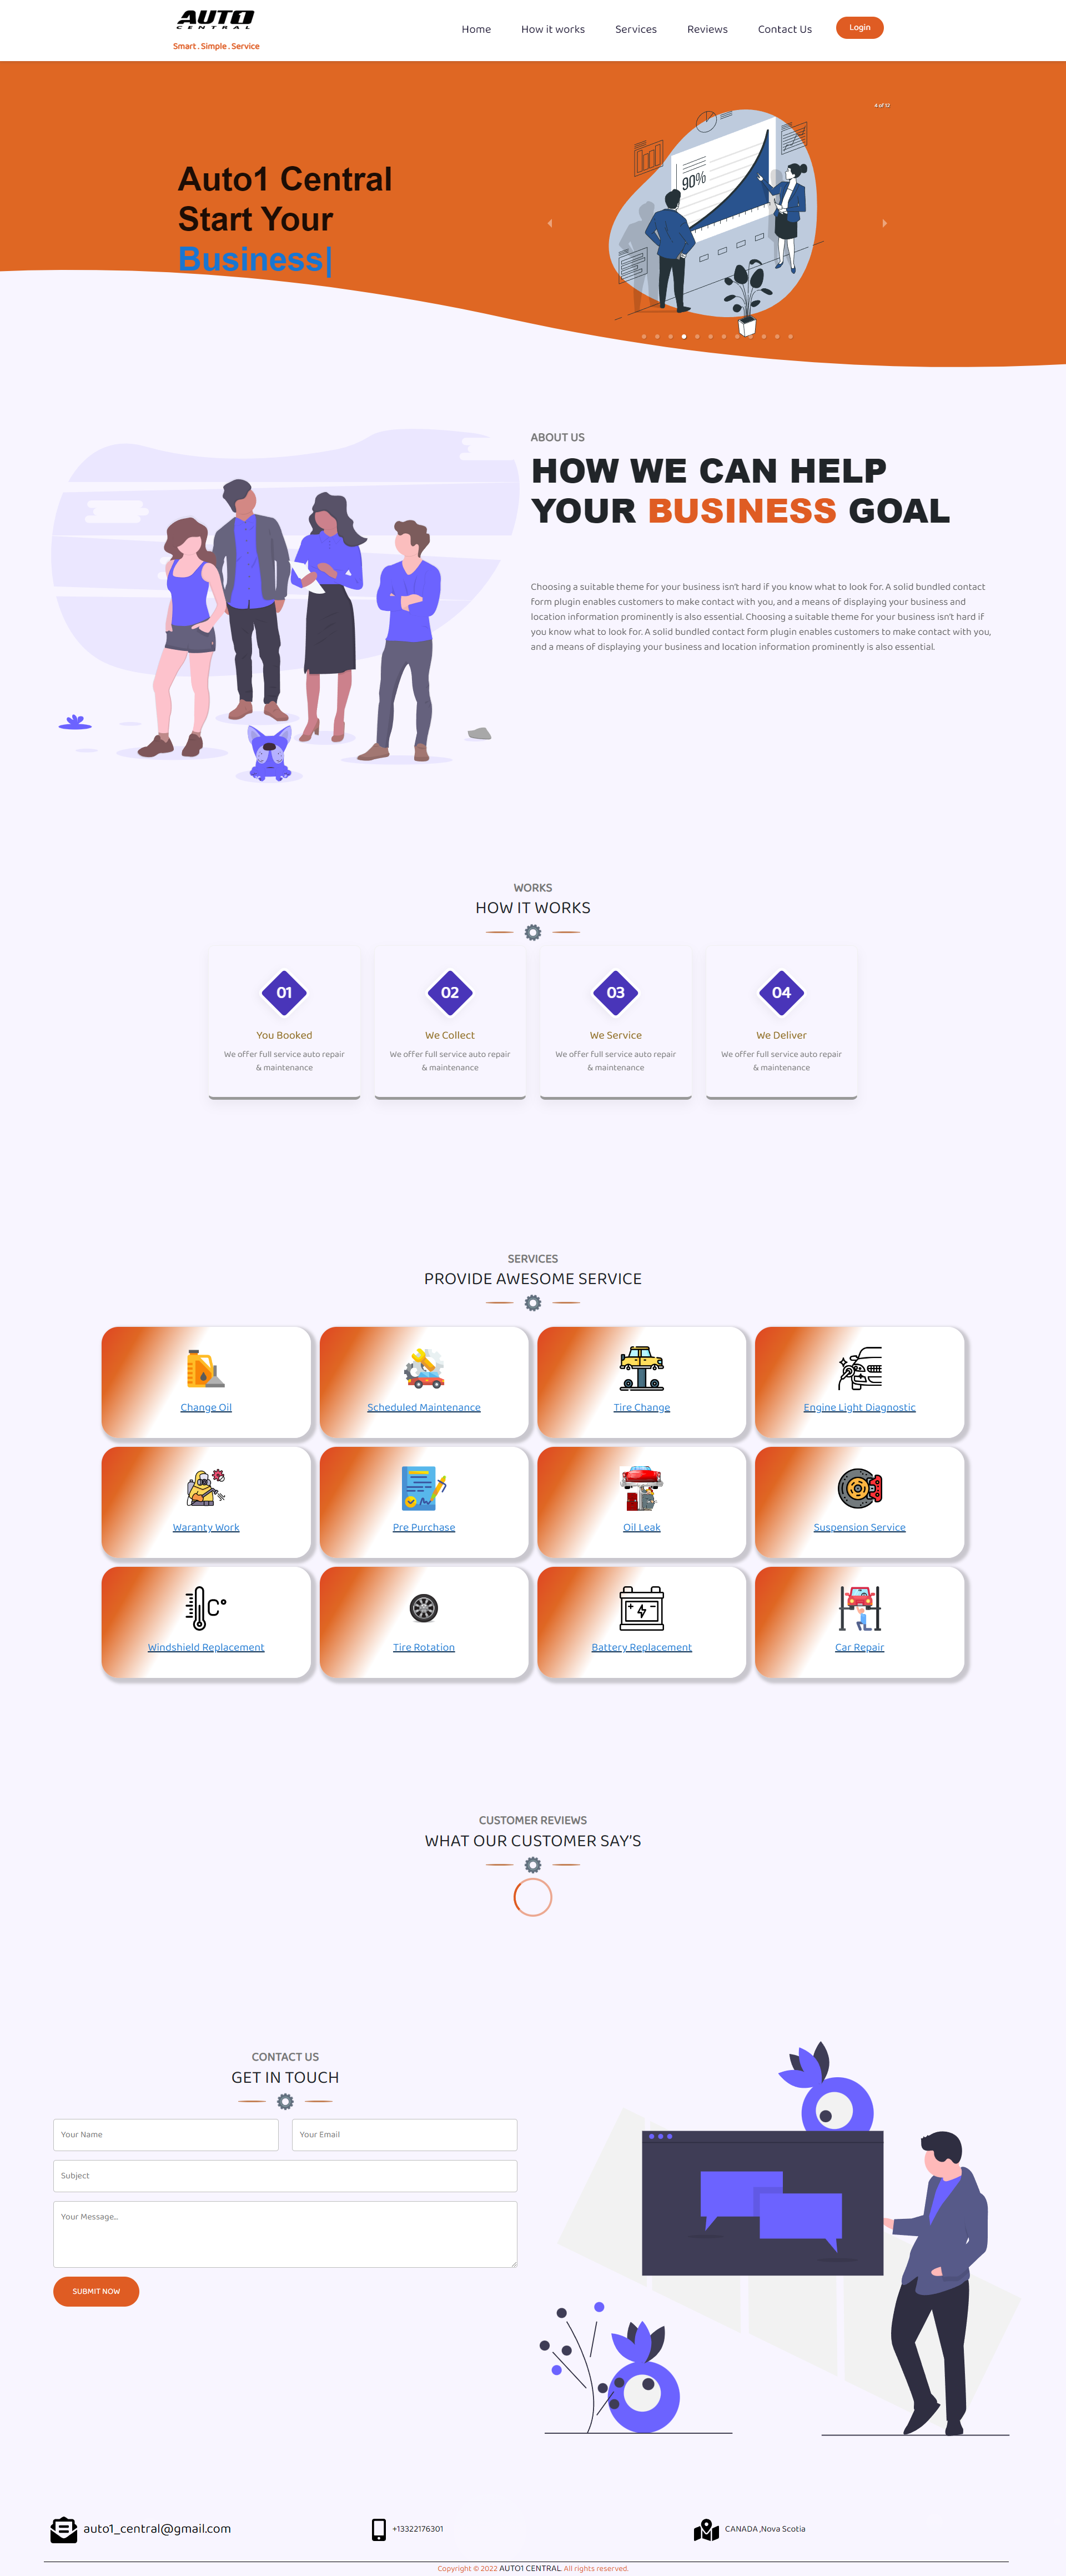 AUTO1
CENTRAL
Smart . Simple . Service
Home
How it works
Services
Reviews
Contact Us
Login
4 of 12
90%
Auto1 Central
Start Your
Business|
ABOUT US
HOW WE CAN HELP
YOUR BUSINESS GOAL
Choosing a suitable theme for your business isn't hard if you know what to look for. A solid bundled contact
form plugin enables customers to make contact with you, and a means of displaying your business and
location information prominently is also essential. Choosing a suitable theme for your business isn't hard if
you know what to look for. A solid bundled contact form plugin enables customers to make contact with you,
and a means of displaying your business and location information prominently is also essential.
WORKS
HOW IT WORKS
01
You Booked
We offer full service auto repair
& maintenance
02
We Collect
We offer full service auto repair
& maintenance
03
We Service
We offer full service auto repair
& maintenance
04
We Deliver
We offer full service auto repair
& maintenance
SERVICES
PROVIDE AWESOME SERVICE
Change Oil
Scheduled Maintenance
Tire Change
Engine Light Diagnostic
Waranty Work
Pre Purchase
Oil Leak
Suspension Service
C°
Windshield Replacement
Tire Rotation
Battery Replacement
Car Repair
CUSTOMER REVIEWS
WHAT OUR CUSTOMER SAY'S
CONTACT US
GET IN TOUCH
Your Name
Your Email
Subject
Your Message...
SUBMIT NOW
auto1_central@gmail.com
+13322176301
CANADA ,Nova Scotia
Copyright © 2022 AUTO1 CENTRAL. All rights reserved.